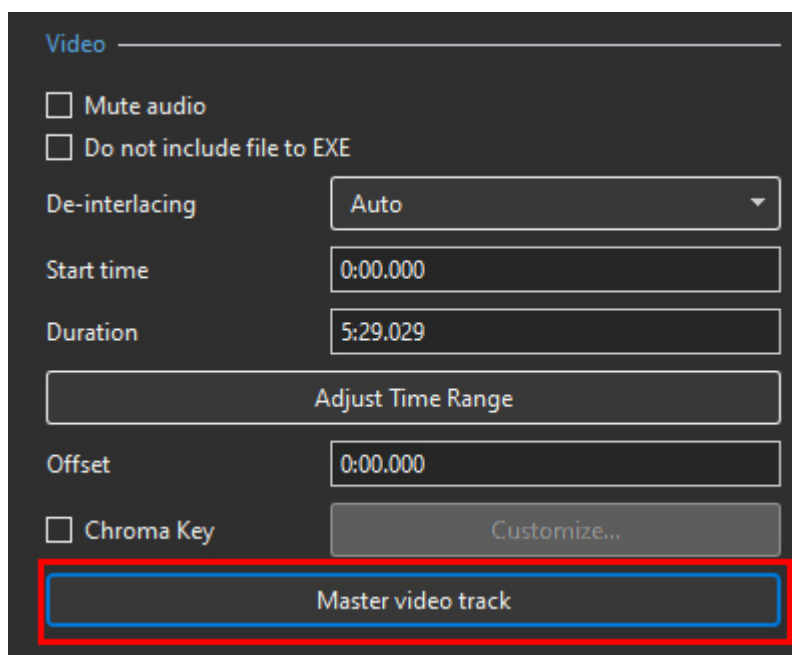 Video
Mute audio
Do not include file to EXE
De-interlacing Auto
Start time 0:00.000
Duration 5:29.029
Adjust Time Range
Offset 0:00.000
Chroma Key Customize...
Master video track